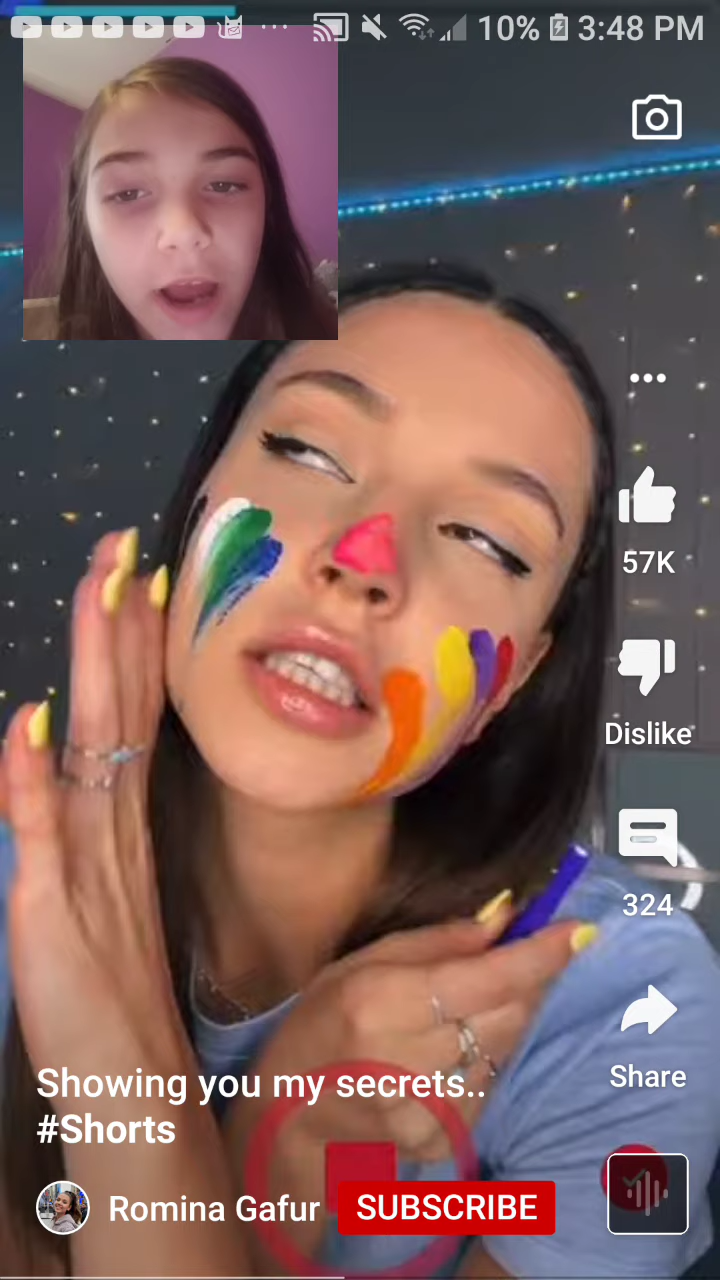 10% 3:48 PM
57K
Dislike
324
Share
Showing you my secrets..
#Shorts
Romina Gafur
SUBSCRIBE